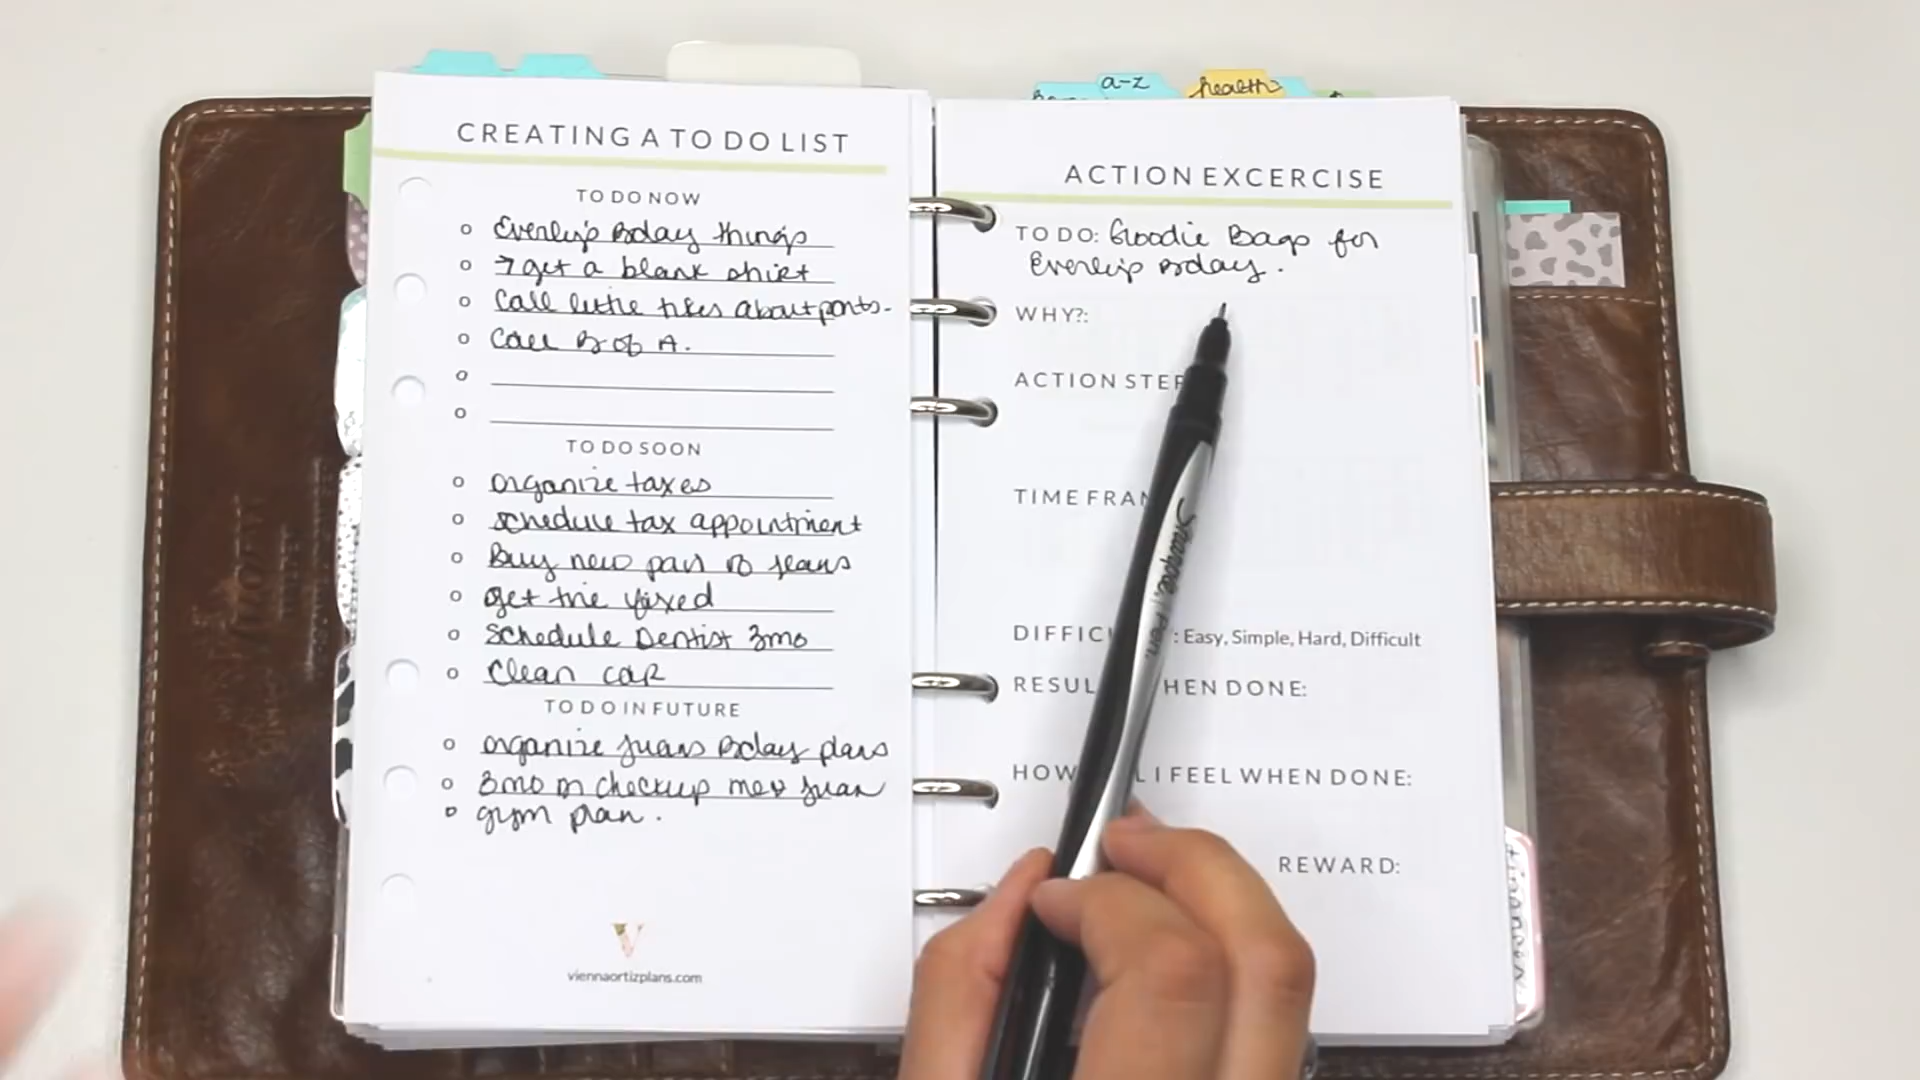 a-z
health
CREATING A TO DO LIST
TO DO NOW
Everly's Bday things
→ get a blank shirt
Call little tikes about parts.
Call B of A.
TO DO SOON
organize taxes
schedule tax appointment
Buy new pair of jeans
get tire fixed
Schedule Dentist 3mo
Clean car
TO DO IN FUTURE
organize Juans Bday plans
3mo checkup me & Juan
gym plan.
V
viennaortizplans.com
ACTION EXCERCISE
TO DO: Goodie Bags for
Everly's Bday.
WHY?:
ACTION STEP
TIME FRAM
DIFFIC : Easy, Simple, Hard, Difficult
RESUL HEN DONE:
HOW L I FEEL WHEN DONE:
REWARD:
Sharpie Pen